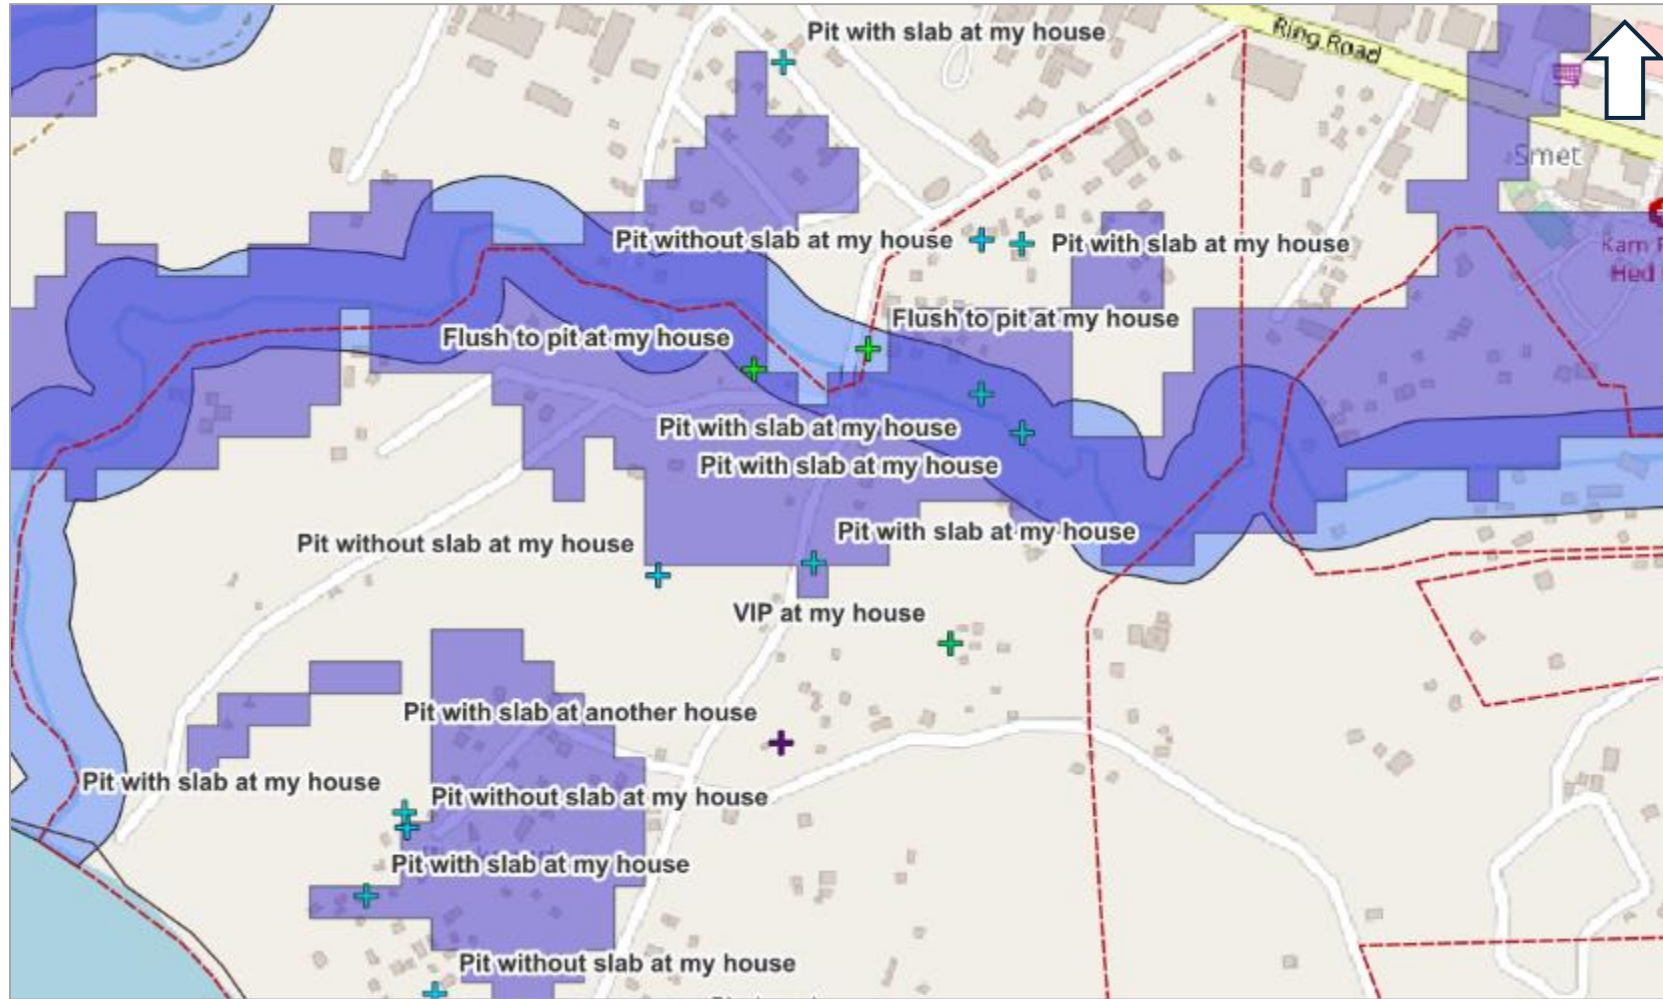 Pit with slab at my house
Ring Road
Smet
Pit without slab at my house
Pit with slab at my house
Flush to pit at my house
Flush to pit at my house
Pit with slab at my house
Pit with slab at my house
Pit with slab at my house
Pit without slab at my house
VIP at my house
Pit with slab at another house
Pit with slab at my house
Pit without slab at my house
Pit with slab at my house
Pit without slab at my house